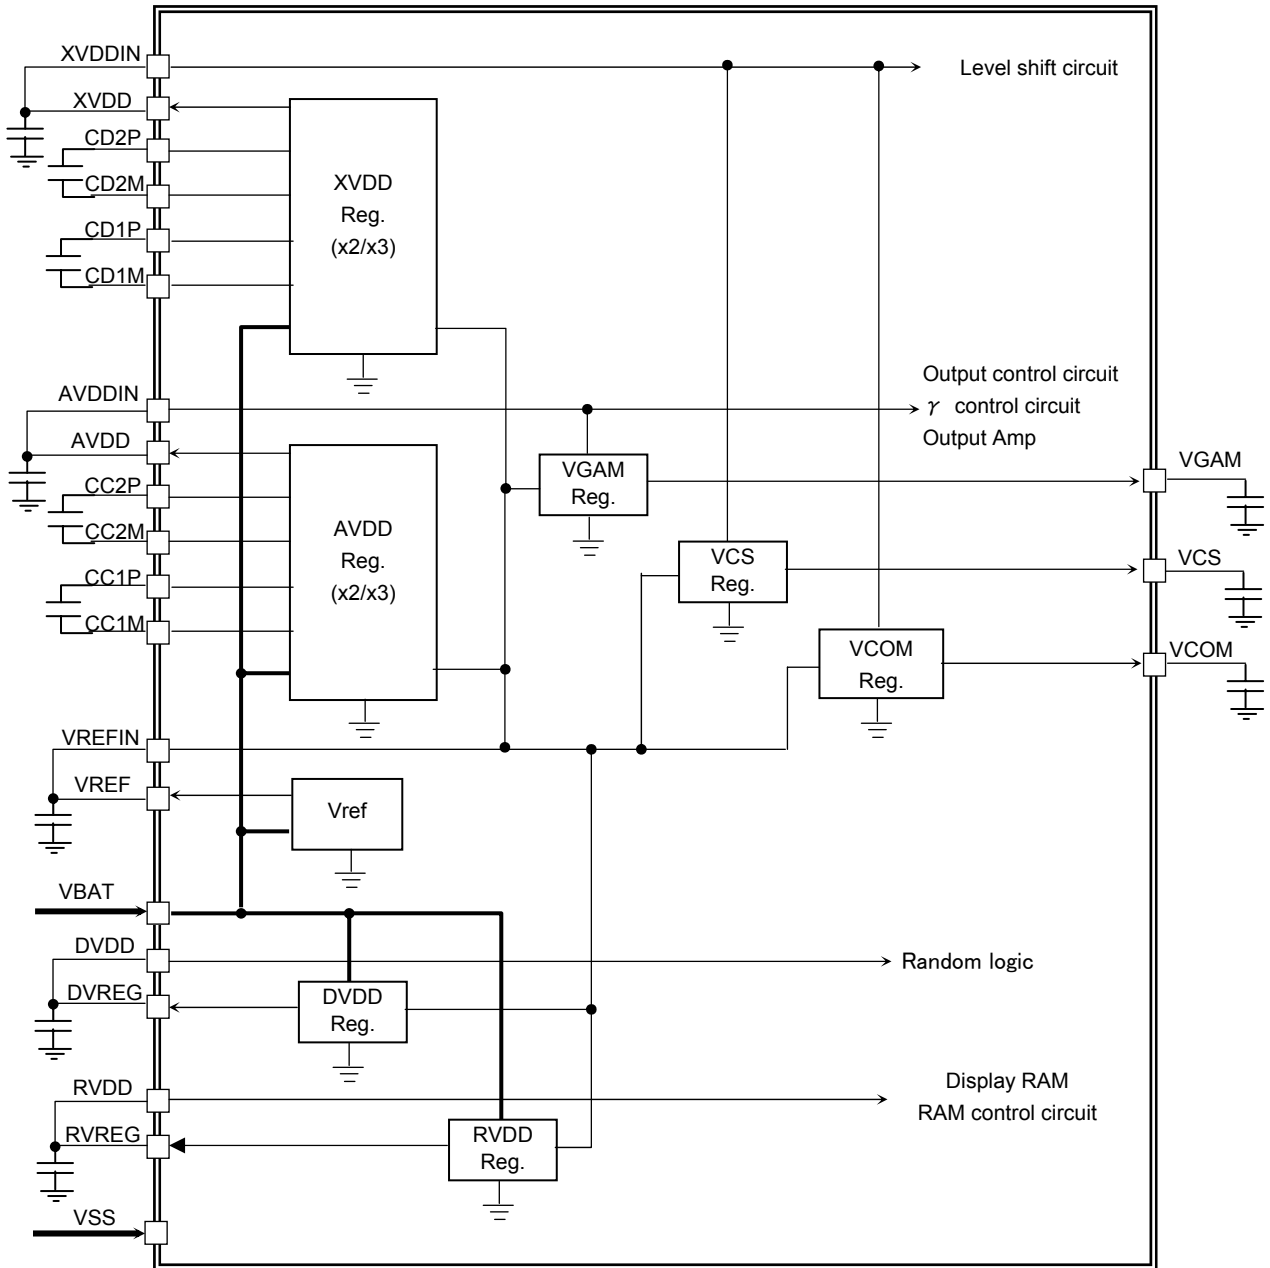 XVDDIN
Level shift circuit
XVDD
CD2P
CD2M
CD1P
CD1M
XVDD
Reg.
(x2/x3)
AVDDIN
Output control circuit
γ control circuit
Output Amp
AVDD
CC2P
CC2M
CC1P
CC1M
AVDD
Reg.
(x2/x3)
VGAM
Reg.
VGAM
VCS
Reg.
VCS
VCOM
Reg.
VCOM
VREFIN
VREF
Vref
VBAT
DVDD
Random logic
DVREG
DVDD
Reg.
RVDD
Display RAM
RAM control circuit
RVREG
RVDD
Reg.
VSS